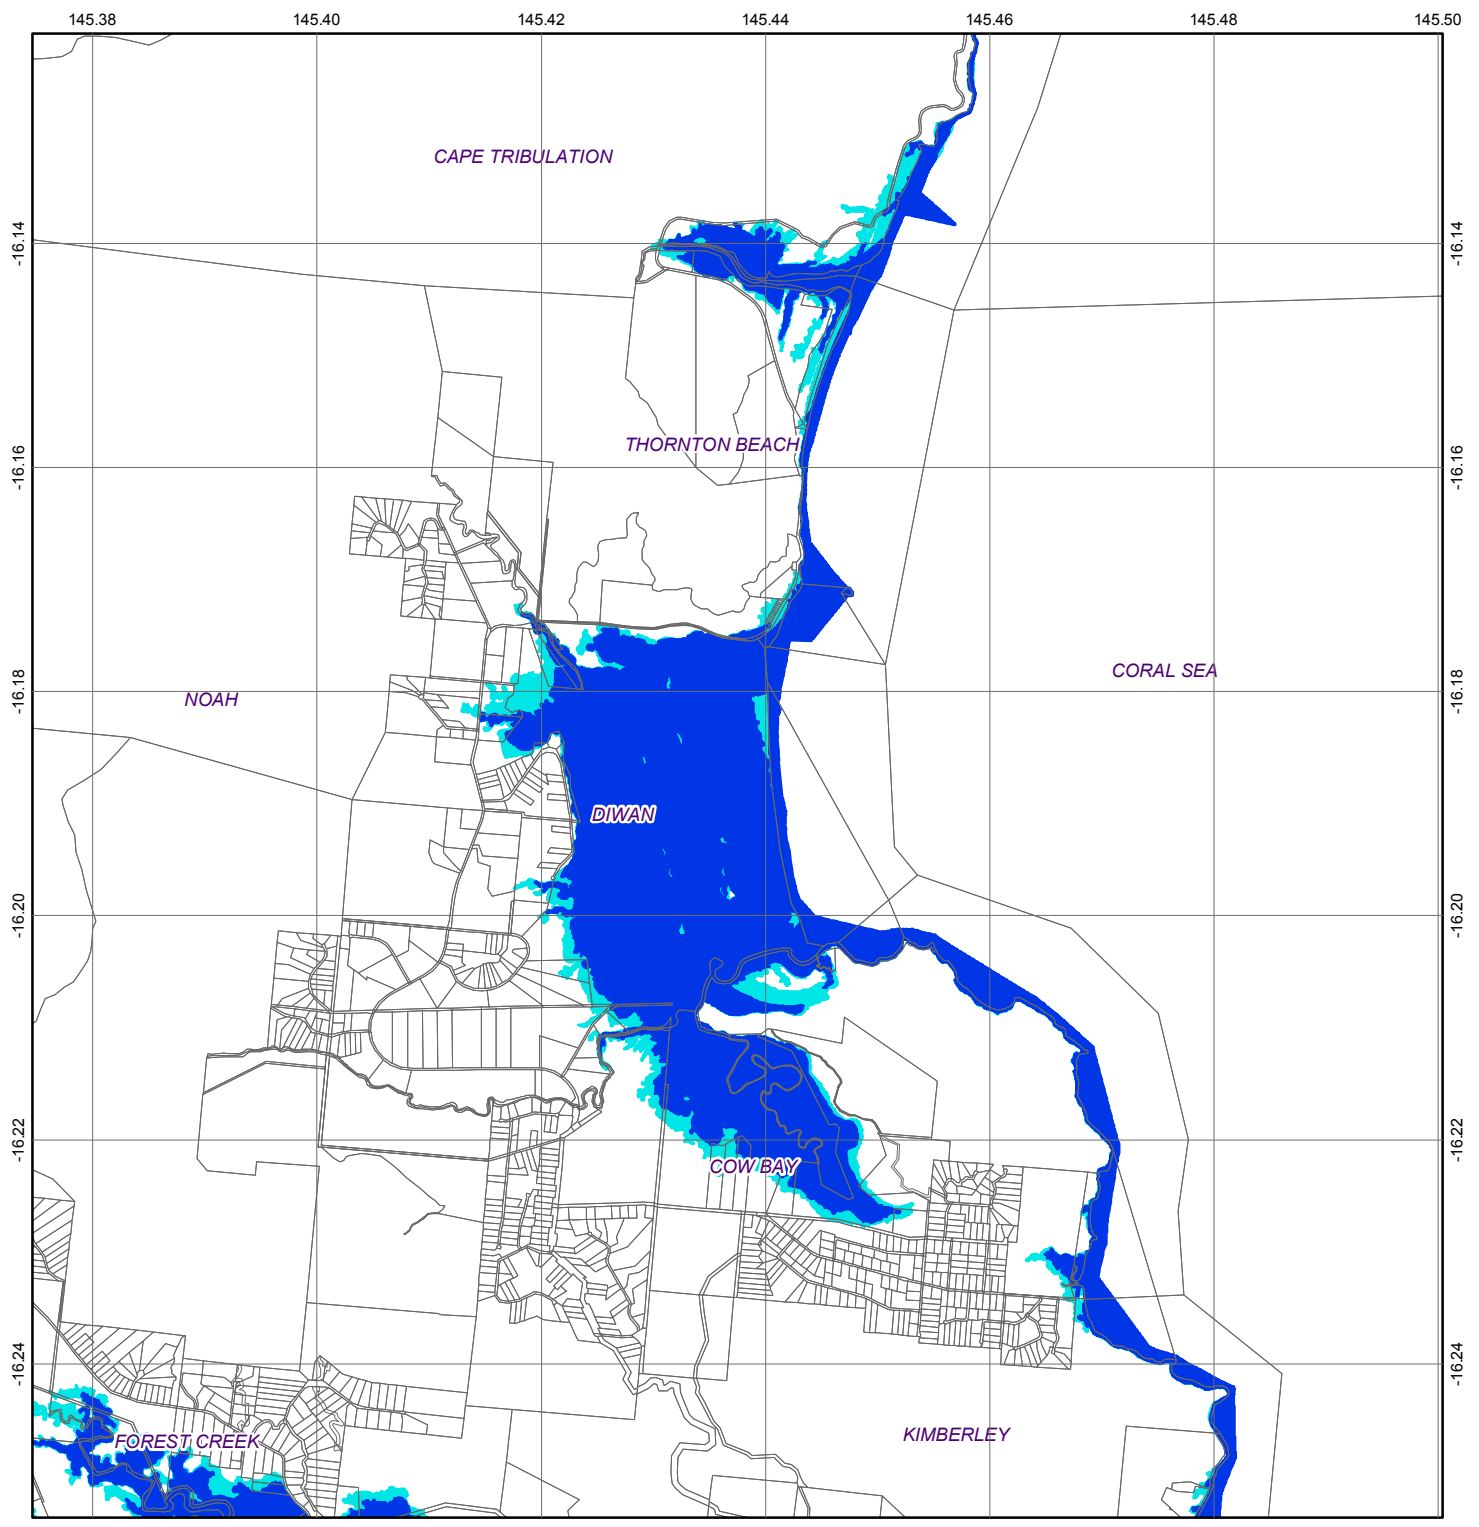 145.38 145.40 145.42 145.44 145.46 145.48 145.50
CAPE TRIBULATION
-16.14 -16.14
THORNTON BEACH
-16.16 -16.16
CORAL SEA
-16.18 -16.18
NOAH
DIWAN
-16.20 -16.20
-16.22 -16.22
COW BAY
-16.24 -16.24
KIMBERLEY
FOREST CREEK